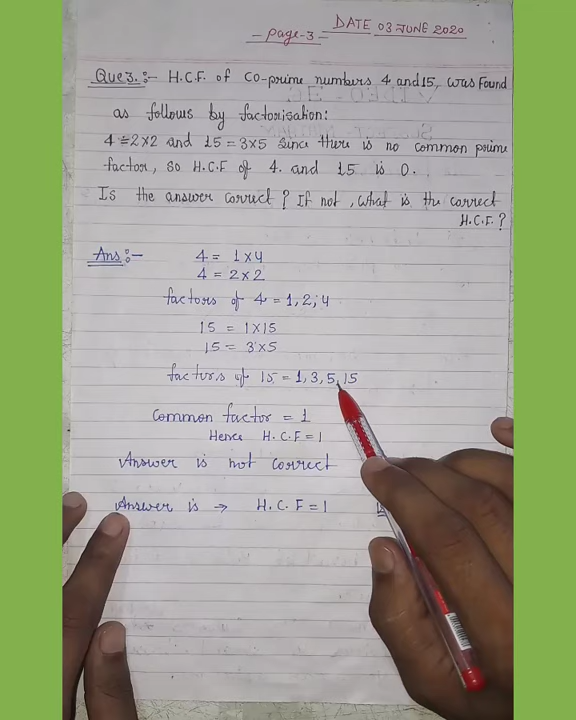 - Page-3 -
DATE 03 JUNE 2020
Que 3. :- H.C.F. of Co-prime numbers 4 and 15, was found
as follows by factorisation:
4 = 2×2 and 15 = 3×5 Since there is no common prime
factor, so H.C.F of 4 and 15 is 0.
Is the answer correct? If not, What is the correct
H.C.F.?
Ans :- 4 = 1×4
4 = 2×2
factors of 4 = 1, 2, 4
15 = 1×15
15 = 3×5
factors of 15 = 1, 3, 5, 15
Common factor = 1
Hence H.C.F = 1
Answer is not correct
Answer is → H.C.F = 1